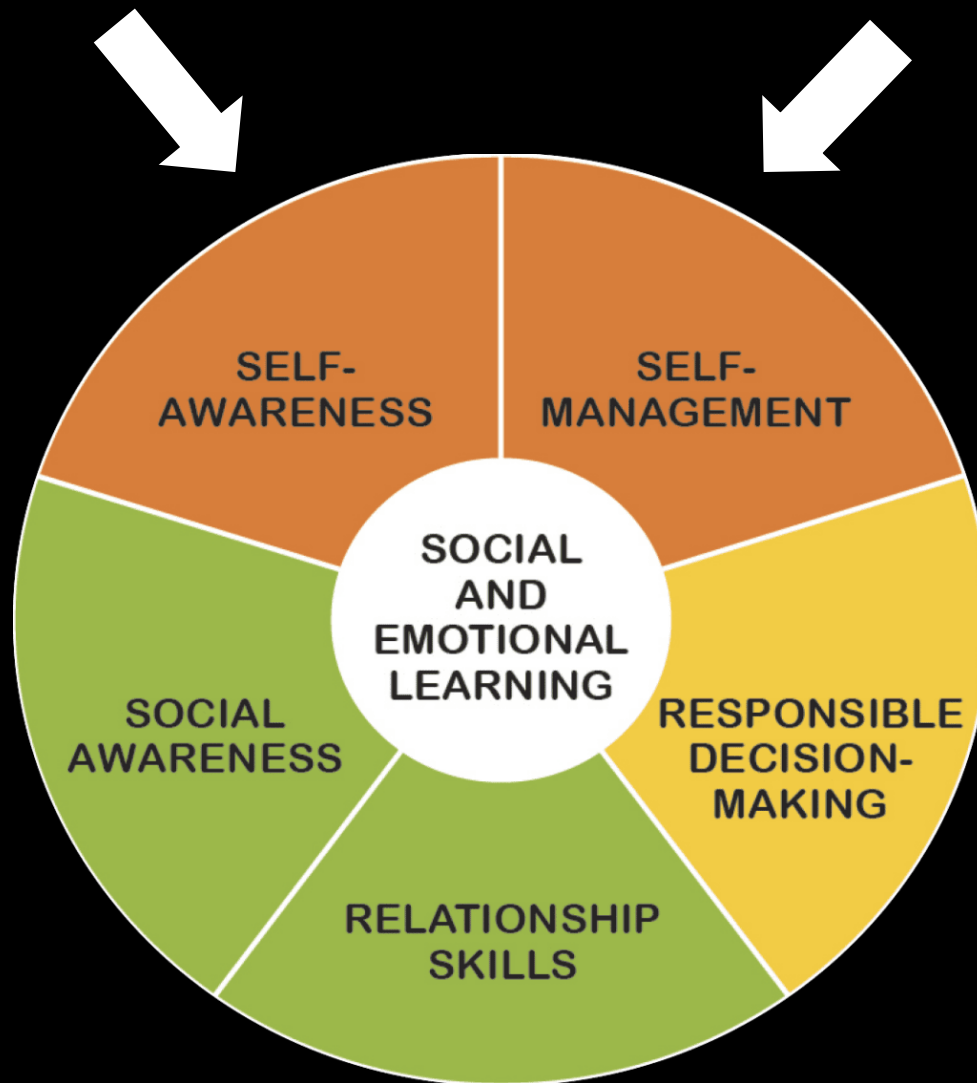 SELF-
AWARENESS
SELF-
MANAGEMENT
SOCIAL
AND
EMOTIONAL
LEARNING
SOCIAL
AWARENESS
RESPONSIBLE
DECISION-
MAKING
RELATIONSHIP
SKILLS